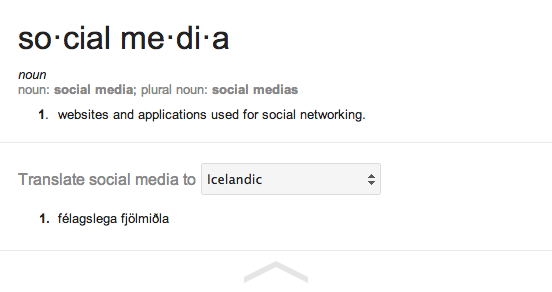 so·cial me·di·a
noun
noun: social media; plural noun: social medias
1. websites and applications used for social networking.
Translate social media to Icelandic
1. félagslega fjölmiðla